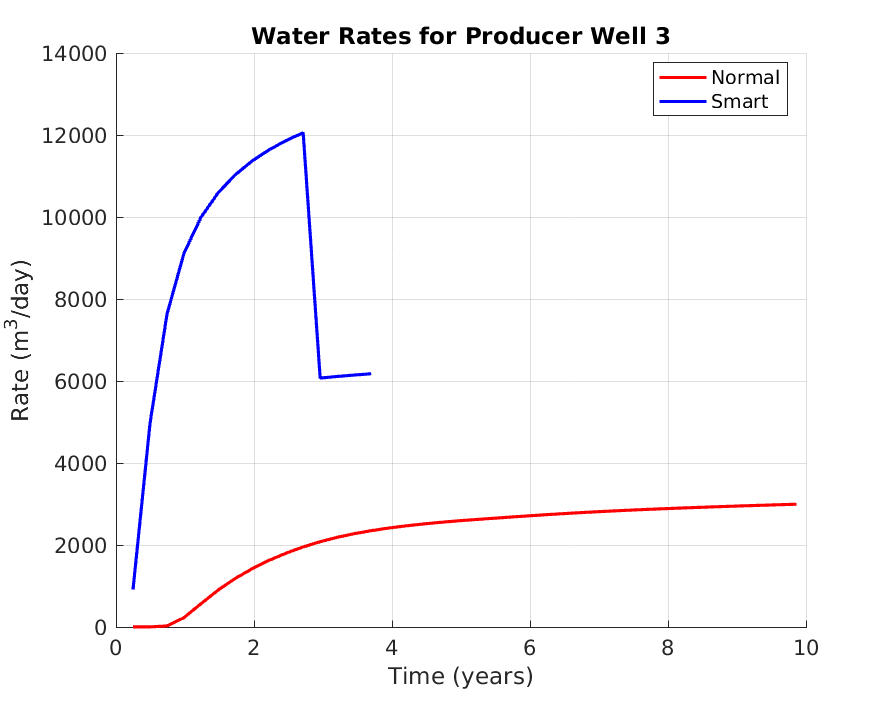 Water Rates for Producer Well 3
14000
12000
10000
8000
6000
4000
2000
0
Rate (m³/day)
Normal
Smart
0 2 4 6 8 10
Time (years)